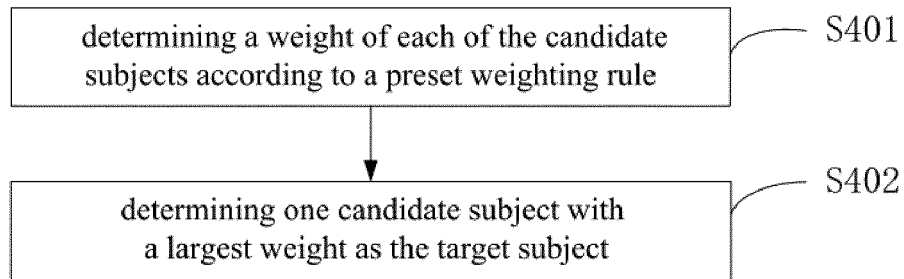 determining a weight of each of the candidate
subjects according to a preset weighting rule
S401
determining one candidate subject with
a largest weight as the target subject
S402